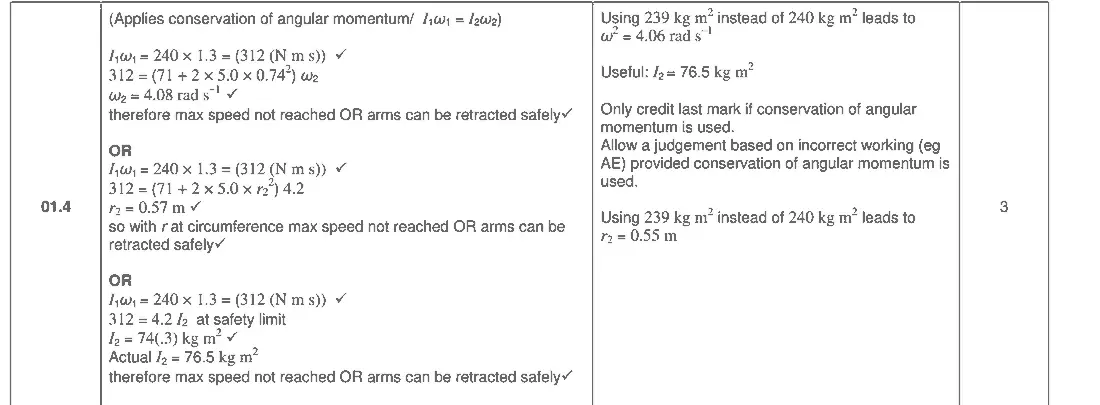 01.4
(Applies conservation of angular momentum/ I₁ω₁ = I₂ω₂)
I₁ω₁ = 240 × 1.3 = (312 (N m s)) ✓
312 = (71 + 2 × 5.0 × 0.74²) ω₂
ω₂ = 4.08 rad s⁻¹ ✓
therefore max speed not reached OR arms can be retracted safely✓
OR
I₁ω₁ = 240 × 1.3 = (312 (N m s)) ✓
312 = (71 + 2 × 5.0 × r₂²) 4.2
r₂ = 0.57 m ✓
so with r at circumference max speed not reached OR arms can be
retracted safely✓
OR
I₁ω₁ = 240 × 1.3 = (312 (N m s)) ✓
312 = 4.2 I₂ at safety limit
I₂ = 74(.3) kg m² ✓
Actual I₂ = 76.5 kg m²
therefore max speed not reached OR arms can be retracted safely✓
Using 239 kg m² instead of 240 kg m² leads to
ω² = 4.06 rad s⁻¹
Useful: I₂ = 76.5 kg m²
Only credit last mark if conservation of angular
momentum is used.
Allow a judgement based on incorrect working (eg
AE) provided conservation of angular momentum is
used.
Using 239 kg m² instead of 240 kg m² leads to
r₂ = 0.55 m
3